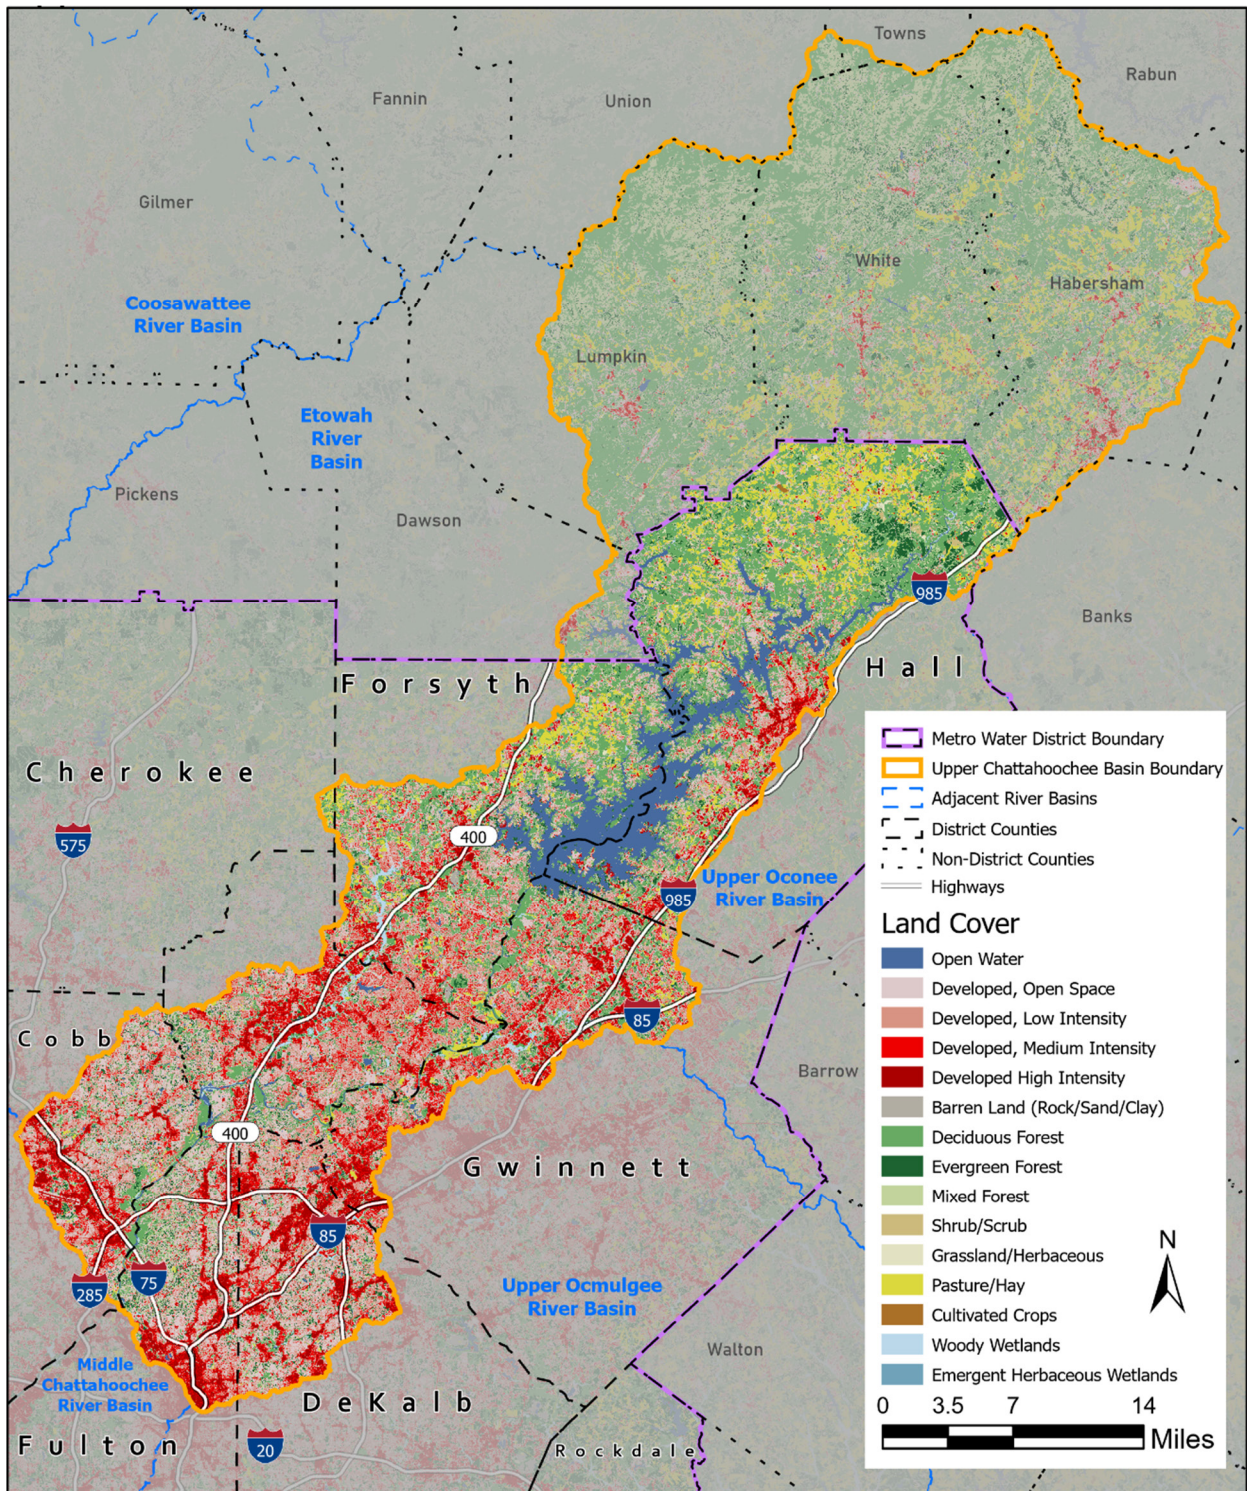 Towns
Rabun
Fannin
Union
Gilmer
White
Habersham
Coosawattee
River Basin
Lumpkin
Etowah
River
Basin
Pickens
Dawson
985
Banks
Hall
Forsyth
Cherokee
575
400
Upper Oconee
River Basin
985
85
Cobb
Barrow
400
Gwinnett
85
75
285
Upper Ocmulgee
River Basin
Walton
Middle
Chattahoochee
River Basin
DeKalb
Fulton
20
Rockdale
Metro Water District Boundary
Upper Chattahoochee Basin Boundary
Adjacent River Basins
District Counties
Non-District Counties
Highways
Land Cover
Open Water
Developed, Open Space
Developed, Low Intensity
Developed, Medium Intensity
Developed High Intensity
Barren Land (Rock/Sand/Clay)
Deciduous Forest
Evergreen Forest
Mixed Forest
Shrub/Scrub
Grassland/Herbaceous
Pasture/Hay
Cultivated Crops
Woody Wetlands
Emergent Herbaceous Wetlands
N
0 3.5 7 14
Miles